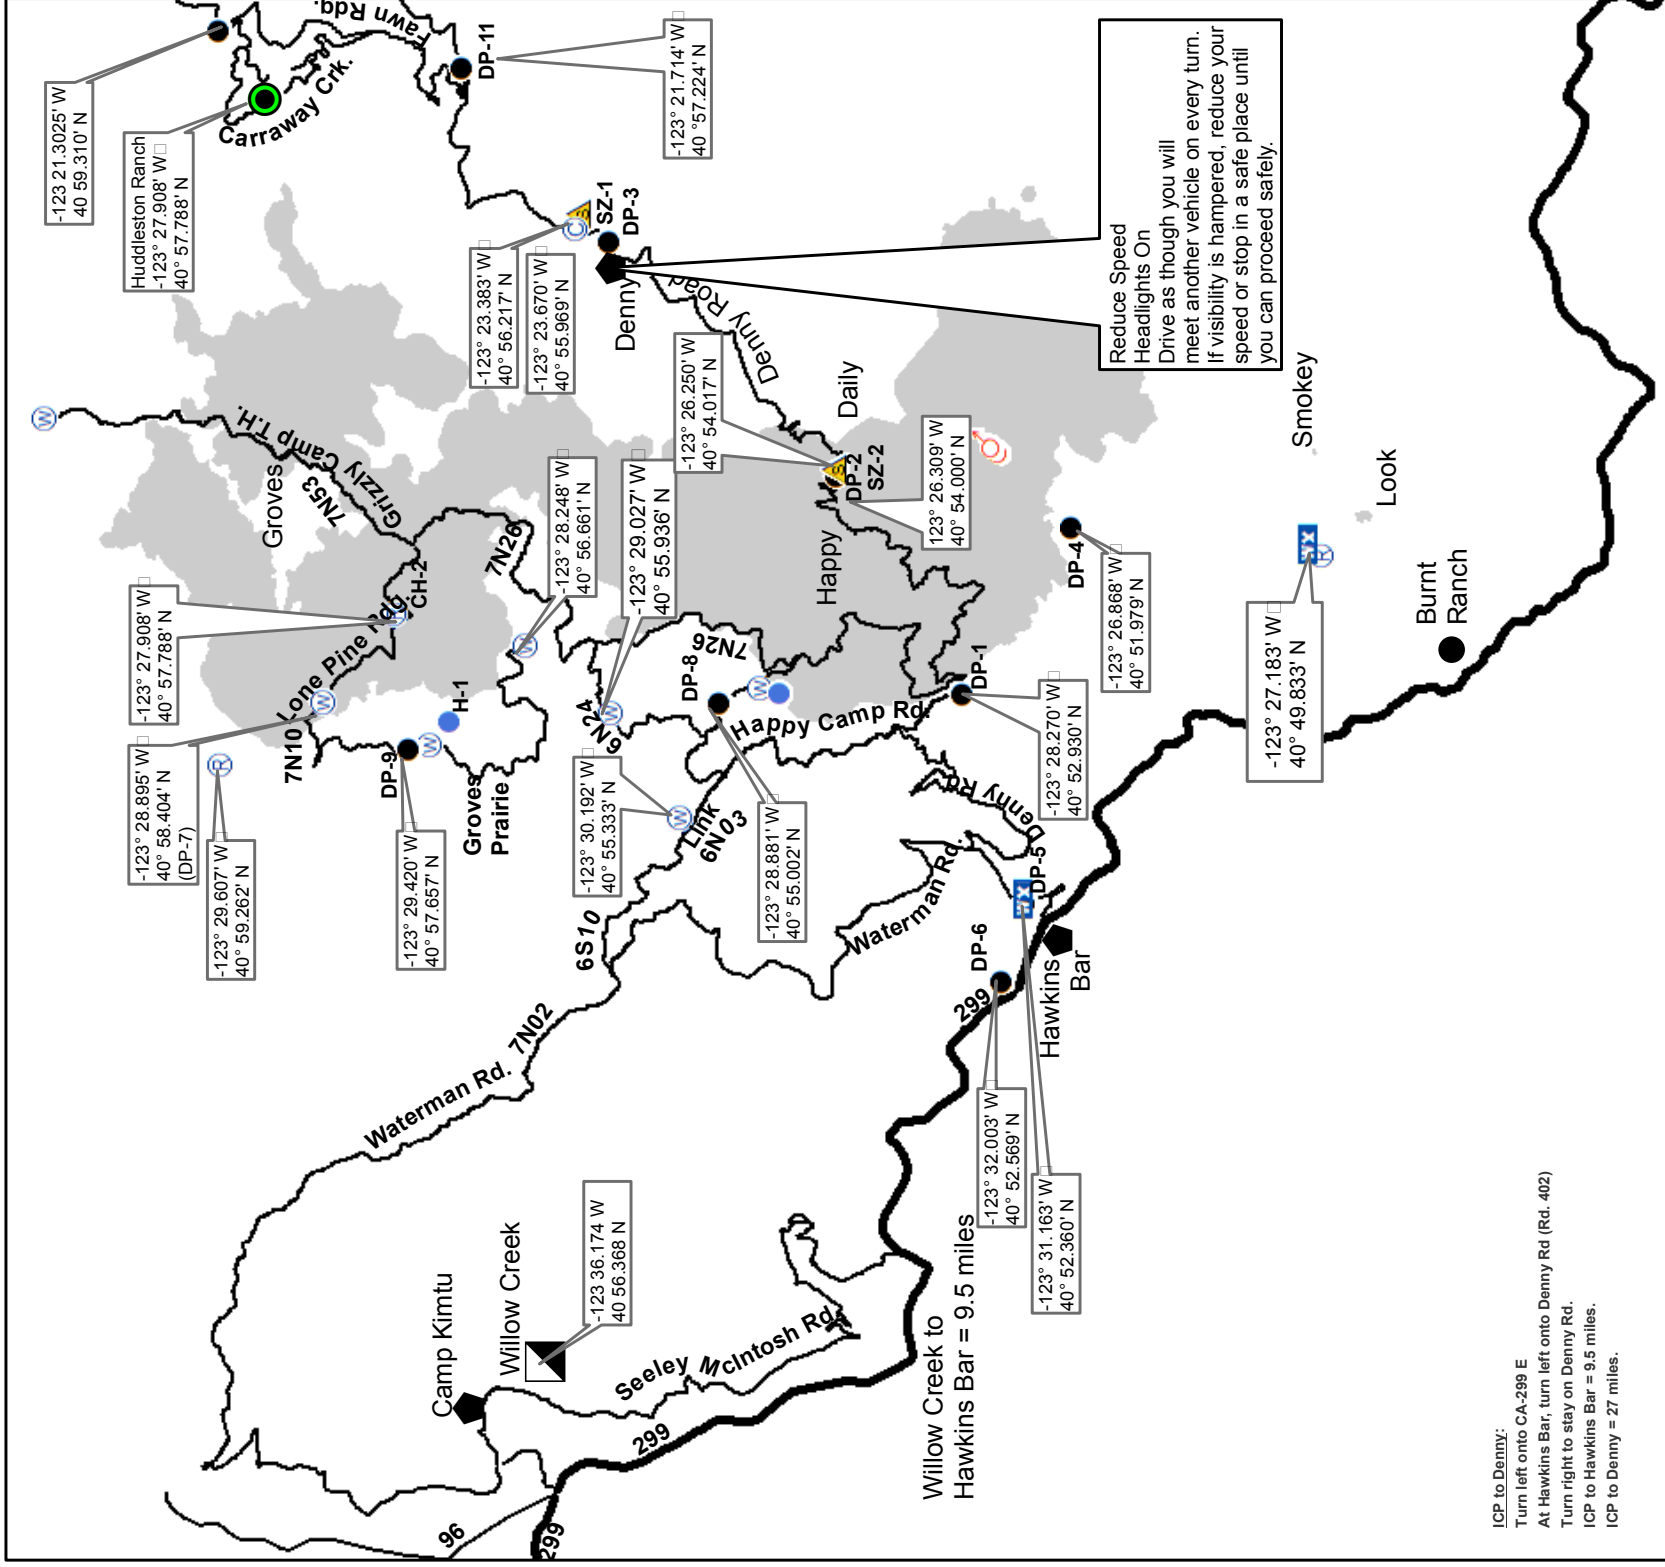 -123 21.3025' W
40 59.310' N
Huddleston Ranch
-123° 27.908' W
40° 57.788' N
Carraway Crk.
Fawn Rdg.
DP-11
-123° 21.714' W
40 °57.224' N
-123° 23.383' W
40° 56.217' N
-123° 23.670' W
40° 55.969' N
C
S
SZ-1
DP-3
Denny
Denny Road
Reduce Speed
Headlights On
Drive as though you will
meet another vehicle on every turn.
If visibility is hampered, reduce your
speed or stop in a safe place until
you can proceed safely.
W
Grizzly Camp T.H.
7N53
Groves
-123° 27.908' W
40° 57.788' N
CH-2
Lone Pine Rdg.
7N10
W
-123° 28.895' W
40° 58.404' N
(DP-7)
R
-123° 29.607' W
40° 59.262' N
DP-9
W
H-1
-123° 29.420' W
40° 57.657' N
Groves
Prairie
7N26
W
-123° 28.248' W
40° 56.661' N
-123° 29.027' W
40° 55.936' N
W
6N24
7N26
DP-8
W
-123° 26.250' W
40° 54.017' N
Daily
S
DP-2
SZ-2
123° 26.309' W
40° 54.000' N
Happy
DP-4
-123° 26.868' W
40° 51.979' N
Happy Camp Rd.
DP-1
-123° 28.270' W
40° 52.930' N
-123° 28.881' W
40° 55.002' N
-123° 30.192' W
40° 55.333' N
W
Link
6N03
6S10
Denny Rd.
Waterman Rd.
DP-5
WX
DP-6
299
Hawkins
Bar
-123° 32.003' W
40° 52.569' N
-123° 31.163' W
40° 52.360' N
Smokey
Look
WX
R
-123° 27.183' W
40° 49.833' N
Burnt
Ranch
7N02
Waterman Rd.
Camp Kimtu
Willow Creek
-123 36.174 W
40 56.368 N
Seeley McIntosh Rd.
299
96
299
Willow Creek to
Hawkins Bar = 9.5 miles
ICP to Denny:
Turn left onto CA-299 E
At Hawkins Bar, turn left onto Denny Rd (Rd. 402)
Turn right to stay on Denny Rd.
ICP to Hawkins Bar = 9.5 miles.
ICP to Denny = 27 miles.